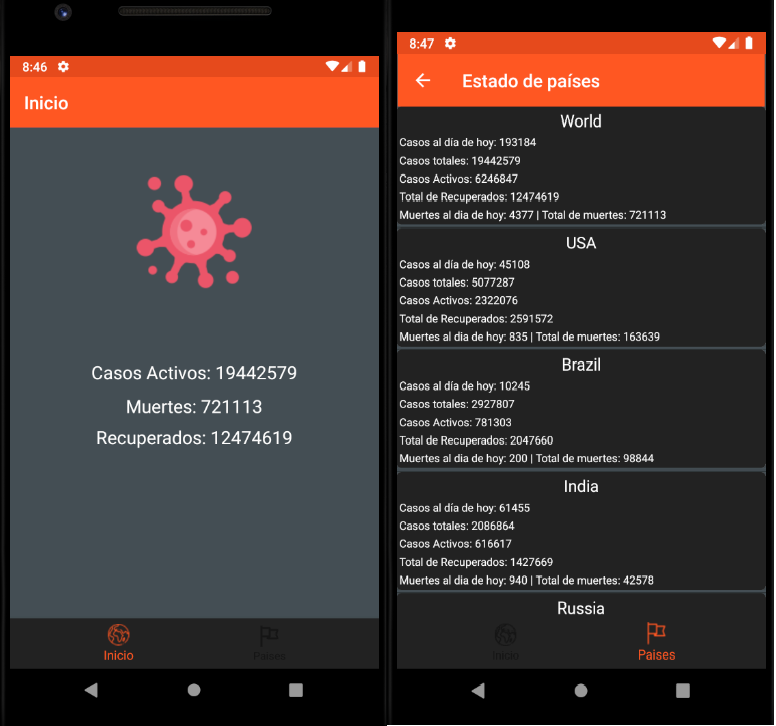 8:46
Inicio
Casos Activos: 19442579
Muertes: 721113
Recuperados: 12474619
Inicio
Paises
8:47
Estado de países
World
Casos al día de hoy: 193184
Casos totales: 19442579
Casos Activos: 6246847
Total de Recuperados: 12474619
Muertes al dia de hoy: 4377 | Total de muertes: 721113
USA
Casos al día de hoy: 45108
Casos totales: 5077287
Casos Activos: 2322076
Total de Recuperados: 2591572
Muertes al dia de hoy: 835 | Total de muertes: 163639
Brazil
Casos al día de hoy: 10245
Casos totales: 2927807
Casos Activos: 781303
Total de Recuperados: 2047660
Muertes al dia de hoy: 200 | Total de muertes: 98844
India
Casos al día de hoy: 61455
Casos totales: 2086864
Casos Activos: 616617
Total de Recuperados: 1427669
Muertes al dia de hoy: 940 | Total de muertes: 42578
Russia
Inicio
Paises